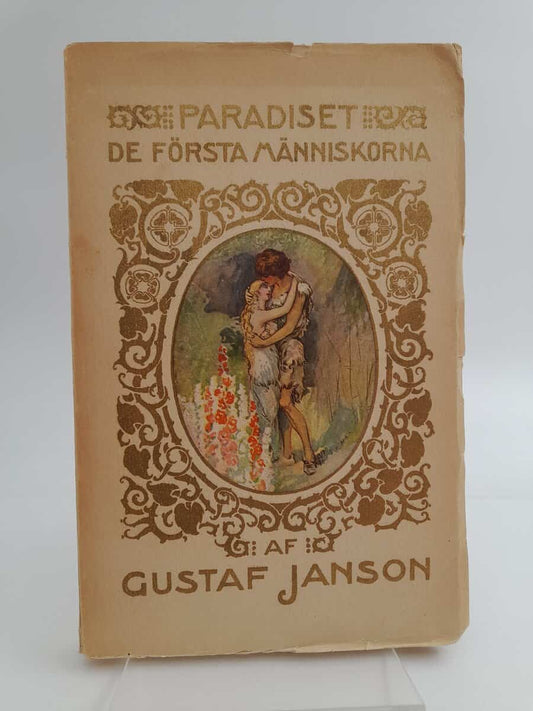 PARADISET
DE FÖRSTA MÄNNISKORNA
AF
GUSTAF JANSON